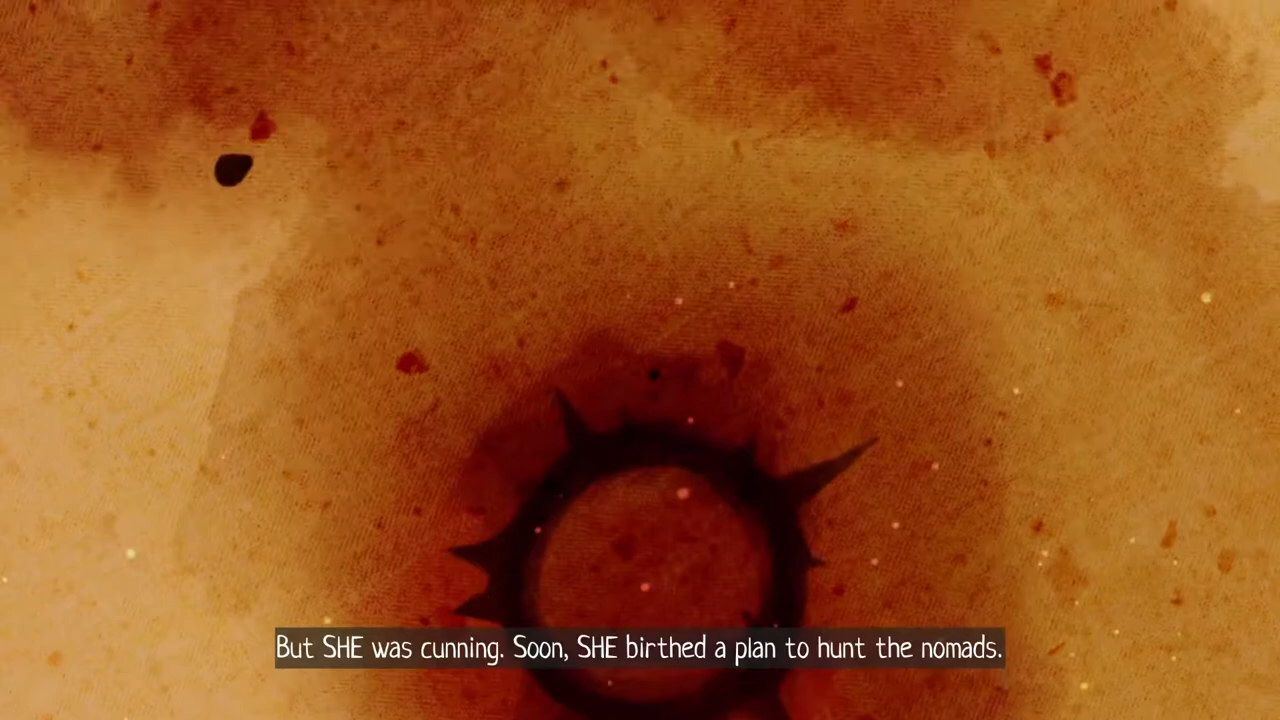 But SHE was cunning. Soon, SHE birthed a plan to hunt the nomads.